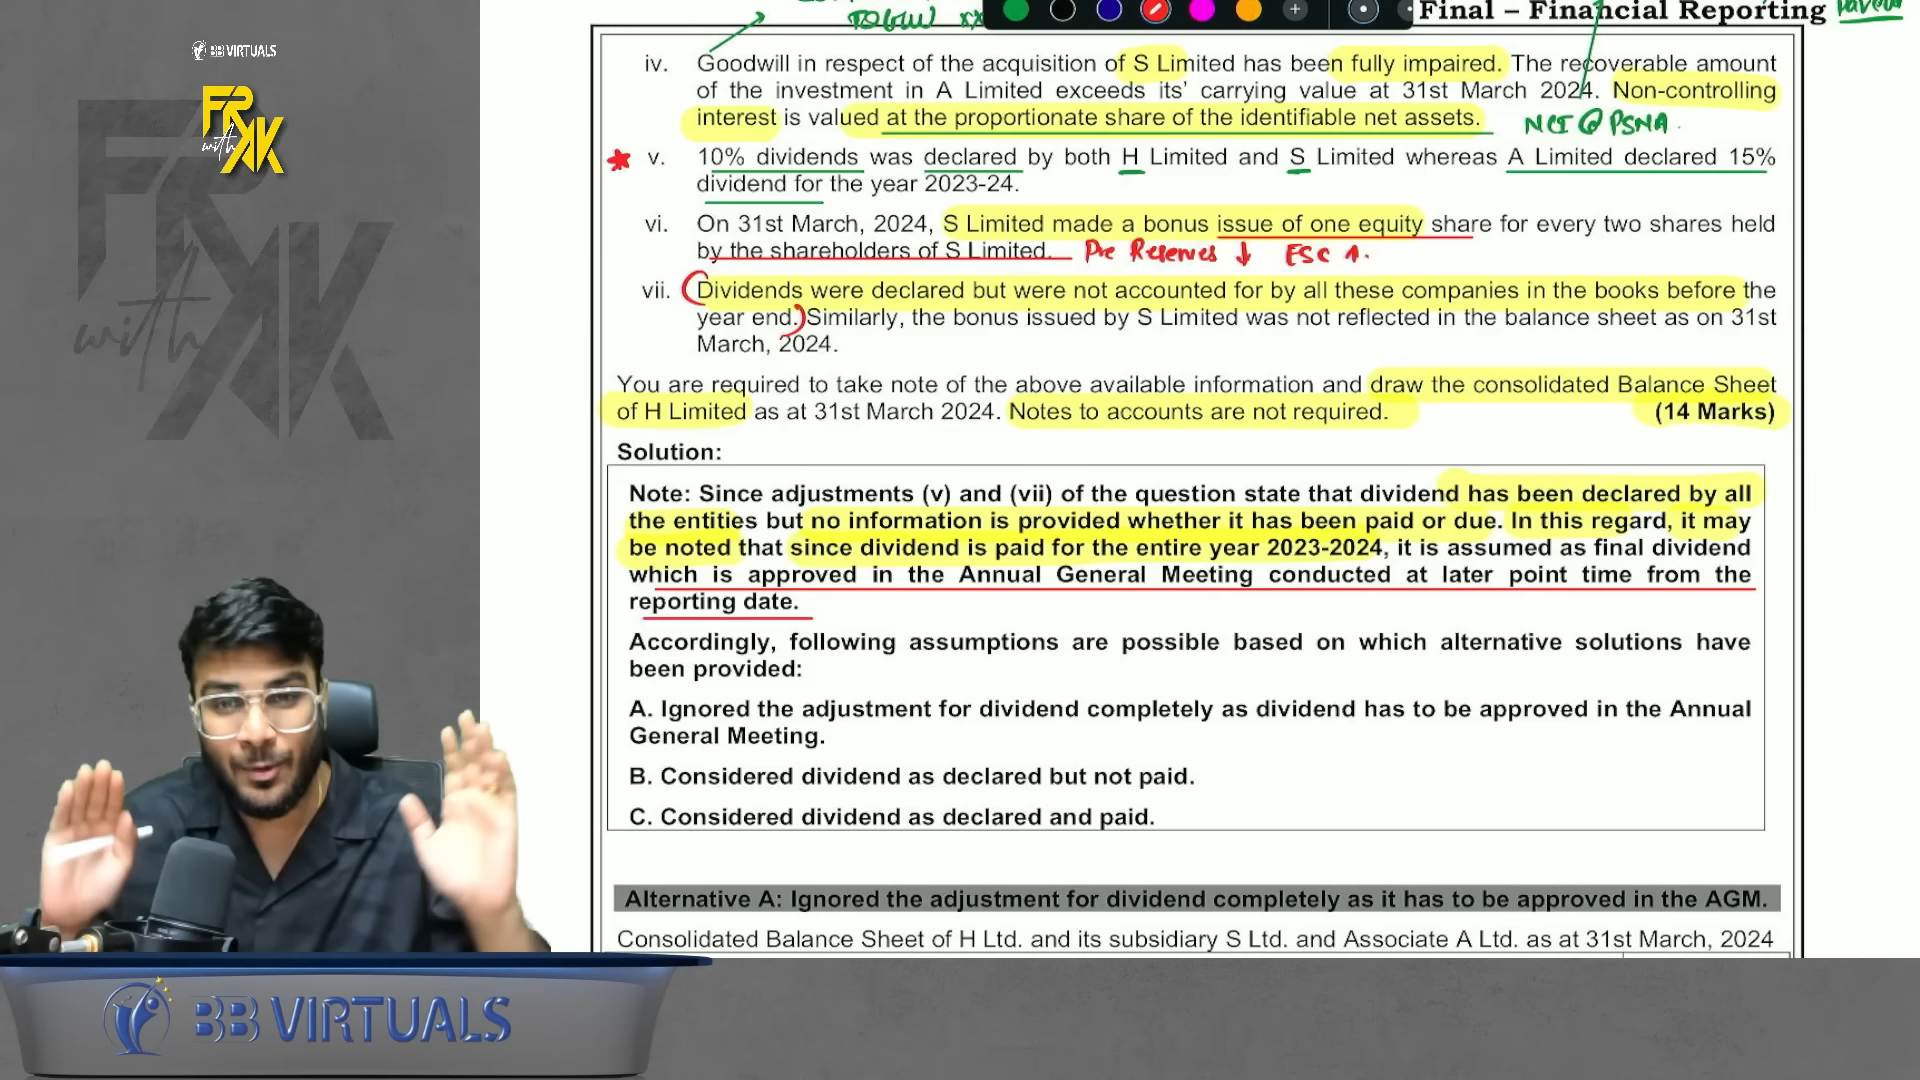 Final – Financial Reporting
BB VIRTUALS
FR
with
KK
iv. Goodwill in respect of the acquisition of S Limited has been fully impaired. The recoverable amount
of the investment in A Limited exceeds its' carrying value at 31st March 2024. Non-controlling
interest is valued at the proportionate share of the identifiable net assets.
NCI @ PSNA.
v. 10% dividends was declared by both H Limited and S Limited whereas A Limited declared 15%
dividend for the year 2023-24.
vi. On 31st March, 2024, S Limited made a bonus issue of one equity share for every two shares held
by the shareholders of S Limited. Pre Reserves ↓ ESC ↑.
vii. (Dividends were declared but were not accounted for by all these companies in the books before the
year end.) Similarly, the bonus issued by S Limited was not reflected in the balance sheet as on 31st
March, 2024.
You are required to take note of the above available information and draw the consolidated Balance Sheet
of H Limited as at 31st March 2024. Notes to accounts are not required. (14 Marks)
Solution:
Note: Since adjustments (v) and (vii) of the question state that dividend has been declared by all
the entities but no information is provided whether it has been paid or due. In this regard, it may
be noted that since dividend is paid for the entire year 2023-2024, it is assumed as final dividend
which is approved in the Annual General Meeting conducted at later point time from the
reporting date.
Accordingly, following assumptions are possible based on which alternative solutions have
been provided:
A. Ignored the adjustment for dividend completely as dividend has to be approved in the Annual
General Meeting.
B. Considered dividend as declared but not paid.
C. Considered dividend as declared and paid.
Alternative A: Ignored the adjustment for dividend completely as it has to be approved in the AGM.
Consolidated Balance Sheet of H Ltd. and its subsidiary S Ltd. and Associate A Ltd. as at 31st March, 2024
BB VIRTUALS